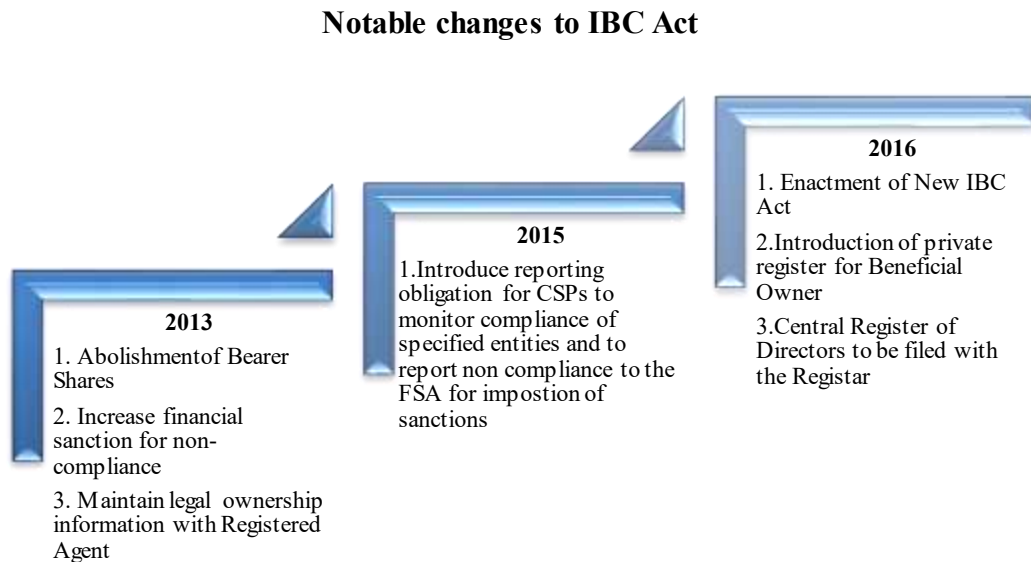 Notable changes to IBC Act
2013
1. Abolishmentof Bearer
Shares
2. Increase financial
sanction for non-
compliance
3. Maintain legal ownership
information with Registered
Agent
2015
1.Introduce reporting
obligation for CSPs to
monitor compliance of
specified entities and to
report non compliance to the
FSA for impostion of
sanctions
2016
1. Enactment of New IBC
Act
2.Introduction of private
register for Beneficial
Owner
3.Central Register of
Directors to be filed with
the Registar